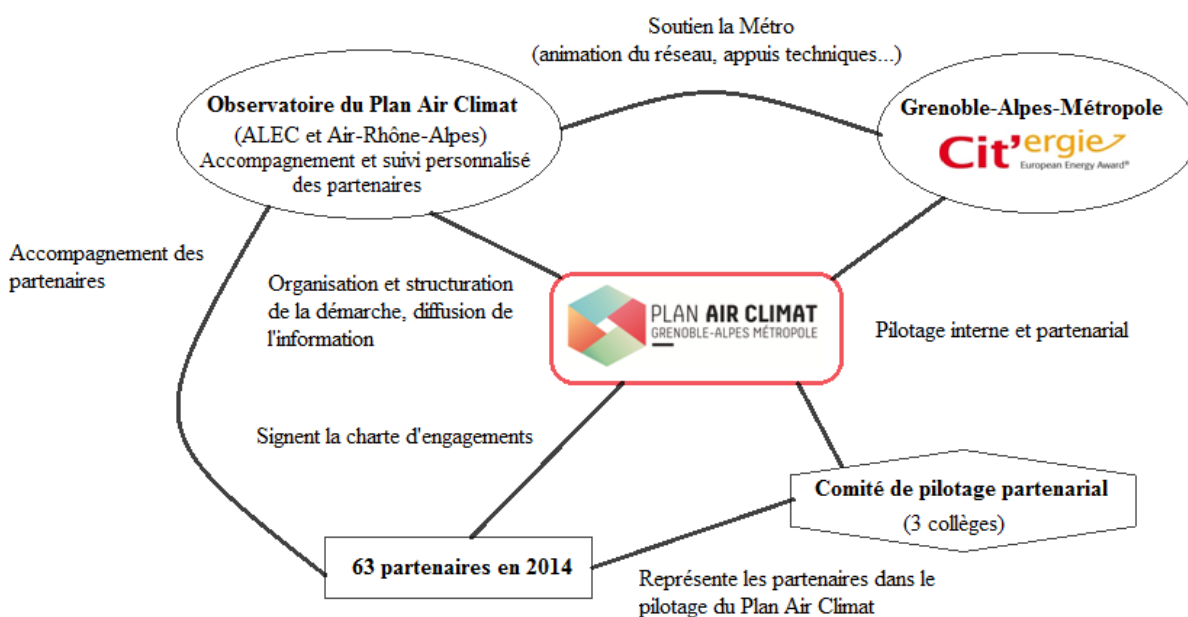 Soutien la Métro
(animation du réseau, appuis techniques...)
Observatoire du Plan Air Climat
(ALEC et Air-Rhône-Alpes)
Accompagnement et suivi personnalisé
des partenaires
Grenoble-Alpes-Métropole
Cit'ergie
European Energy Award®
Accompagnement des
partenaires
Organisation et structuration
de la démarche, diffusion de
l'information
PLAN AIR CLIMAT
GRENOBLE-ALPES MÉTROPOLE
Pilotage interne et partenarial
Signent la charte d'engagements
Comité de pilotage partenarial
(3 collèges)
63 partenaires en 2014
Représente les partenaires dans le
pilotage du Plan Air Climat